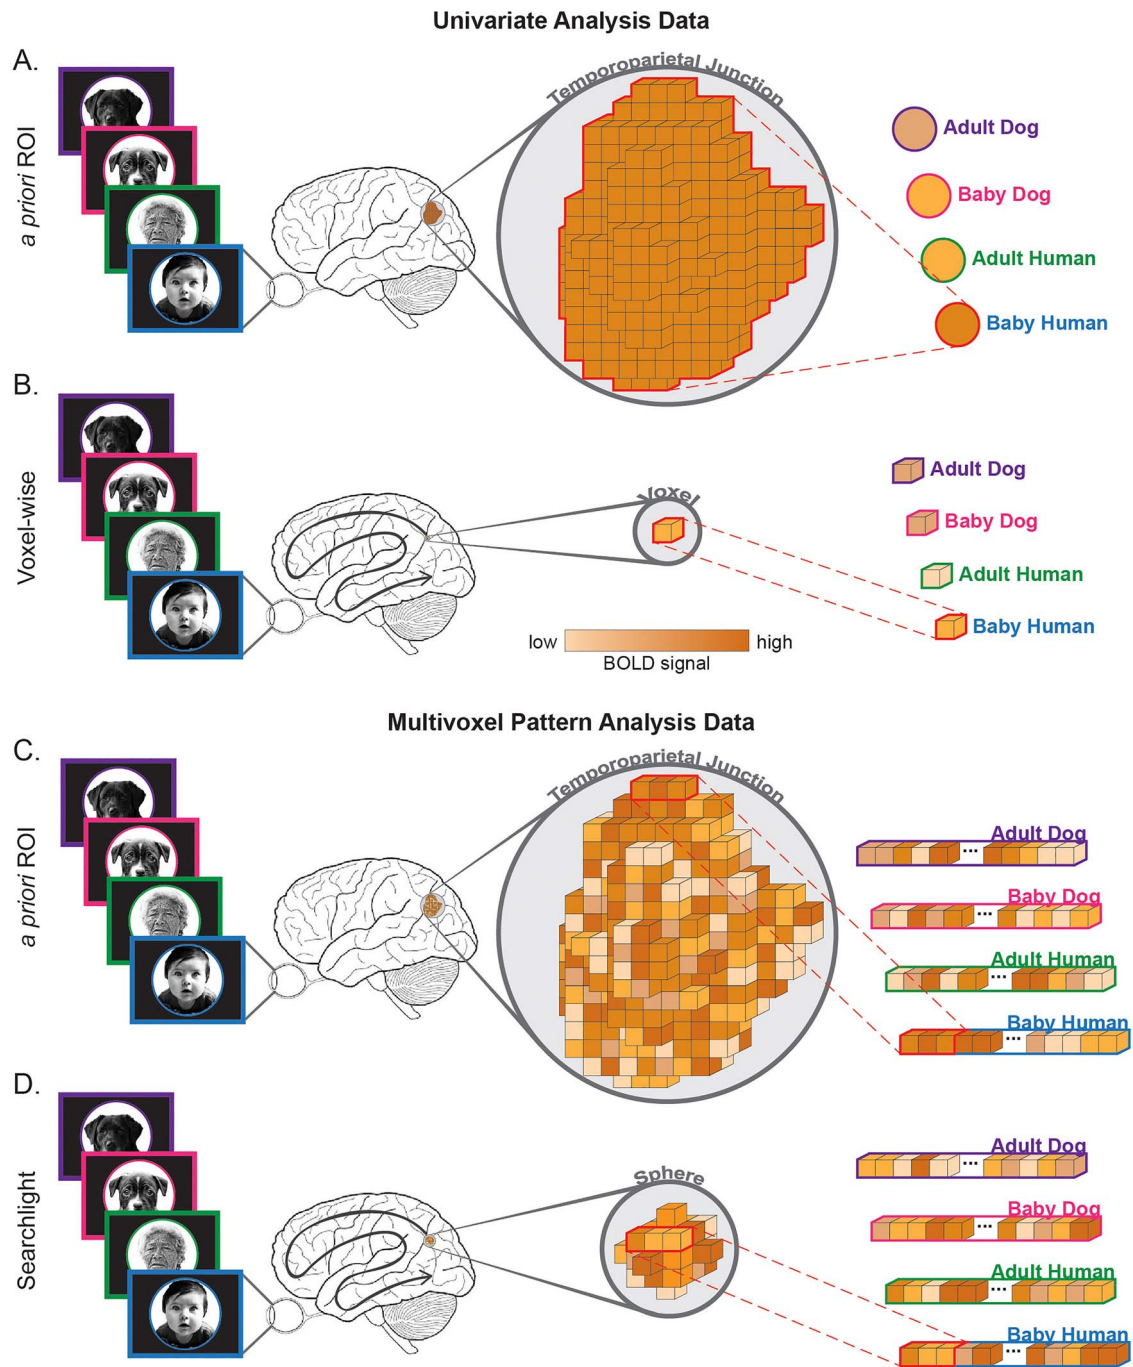 Univariate Analysis Data
A.
a priori ROI
Temporoparietal Junction
Adult Dog
Baby Dog
Adult Human
Baby Human
B.
Voxel-wise
Voxel
Adult Dog
Baby Dog
Adult Human
Baby Human
low
high
BOLD signal
Multivoxel Pattern Analysis Data
C.
a priori ROI
Temporoparietal Junction
Adult Dog
...
Baby Dog
...
Adult Human
...
Baby Human
...
D.
Searchlight
Sphere
Adult Dog
...
Baby Dog
...
Adult Human
...
Baby Human
...